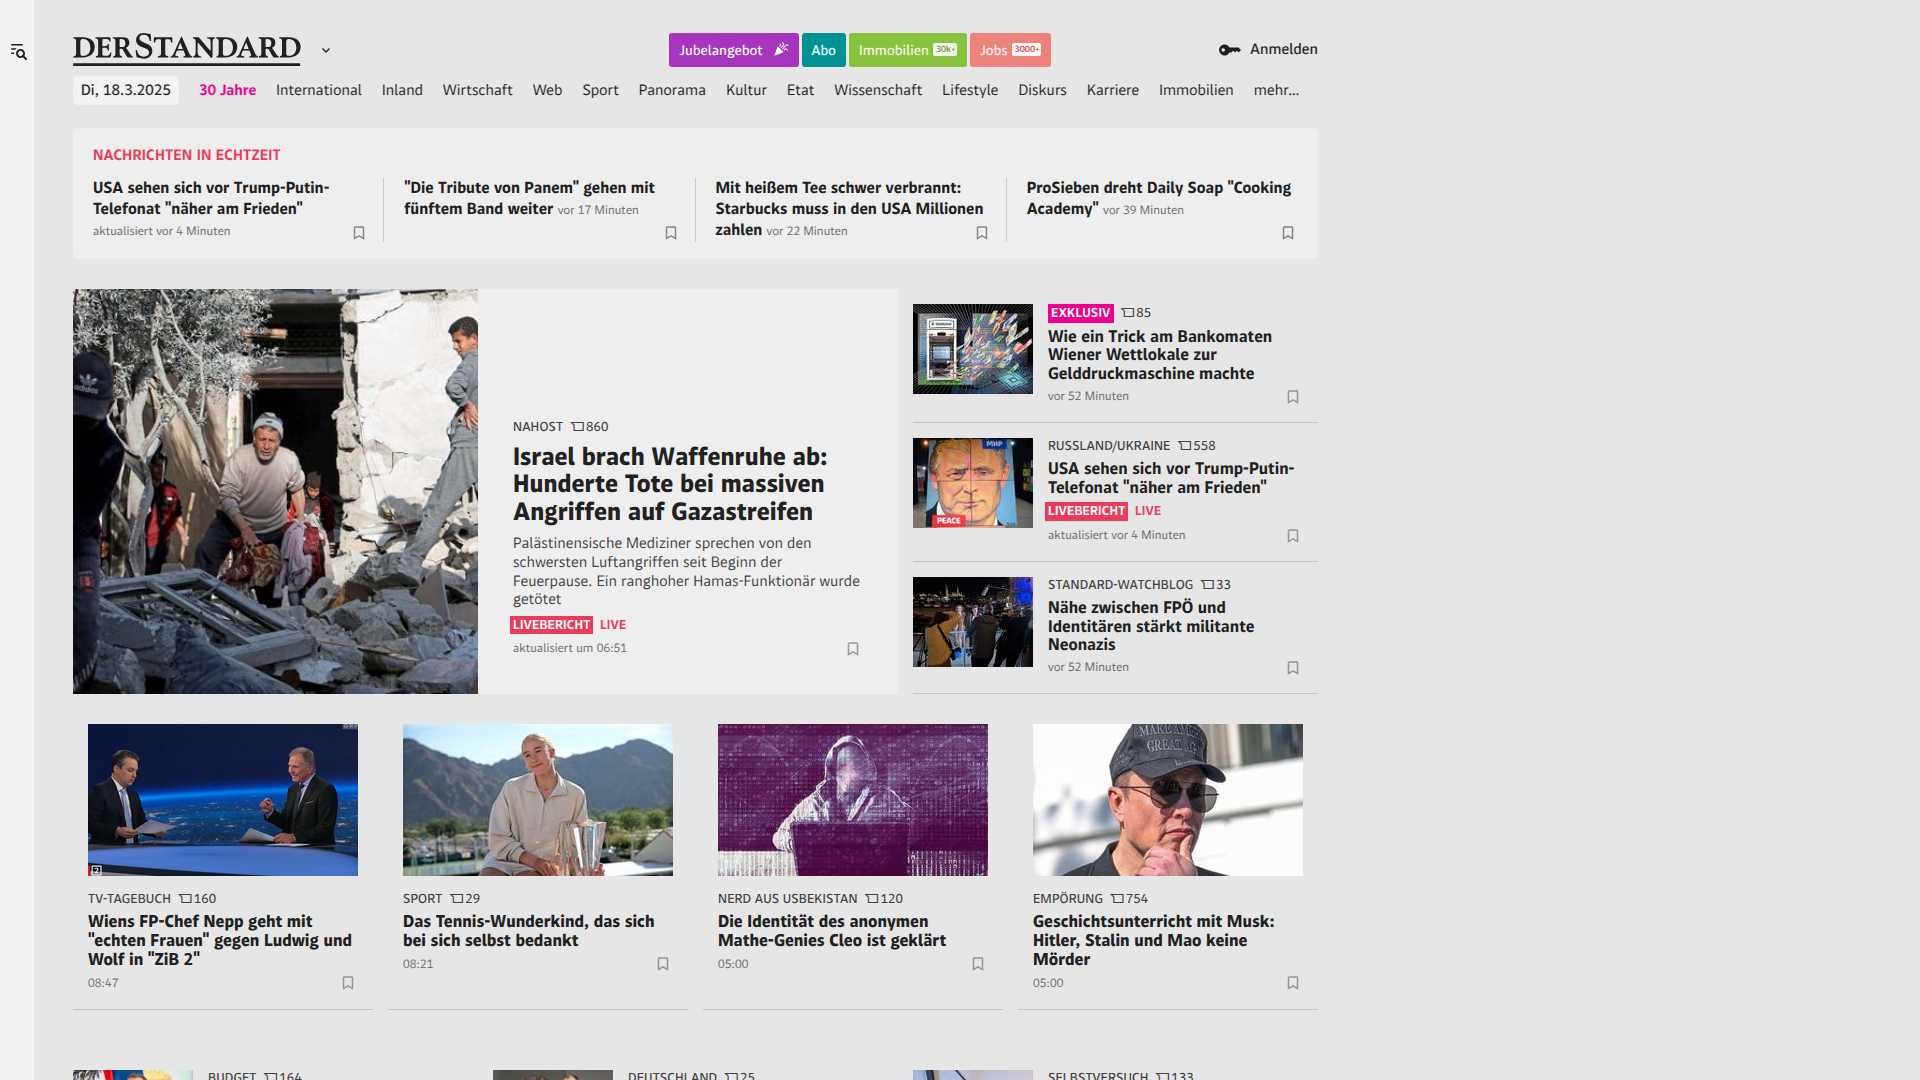 DERSTANDARD
Jubelangebot
Abo
Immobilien 30k+
Jobs 3000+
Anmelden
Di, 18.3.2025
30 Jahre
International
Inland
Wirtschaft
Web
Sport
Panorama
Kultur
Etat
Wissenschaft
Lifestyle
Diskurs
Karriere
Immobilien
mehr...
NACHRICHTEN IN ECHTZEIT
USA sehen sich vor Trump-Putin-
Telefonat "näher am Frieden"
aktualisiert vor 4 Minuten
"Die Tribute von Panem" gehen mit
fünftem Band weiter vor 17 Minuten
Mit heißem Tee schwer verbrannt:
Starbucks muss in den USA Millionen
zahlen vor 22 Minuten
ProSieben dreht Daily Soap "Cooking
Academy" vor 39 Minuten
NAHOST 860
Israel brach Waffenruhe ab:
Hunderte Tote bei massiven
Angriffen auf Gazastreifen
Palästinensische Mediziner sprechen von den
schwersten Luftangriffen seit Beginn der
Feuerpause. Ein ranghoher Hamas-Funktionär wurde
getötet
LIVEBERICHT LIVE
aktualisiert um 06:51
EXKLUSIV 85
Wie ein Trick am Bankomaten
Wiener Wettlokale zur
Gelddruckmaschine machte
vor 52 Minuten
PEACE
RUSSLAND/UKRAINE 558
USA sehen sich vor Trump-Putin-
Telefonat "näher am Frieden"
LIVEBERICHT LIVE
aktualisiert vor 4 Minuten
STANDARD-WATCHBLOG 33
Nähe zwischen FPÖ und
Identitären stärkt militante
Neonazis
vor 52 Minuten
TV-TAGEBUCH 160
Wiens FP-Chef Nepp geht mit
"echten Frauen" gegen Ludwig und
Wolf in "ZiB 2"
08:47
SPORT 29
Das Tennis-Wunderkind, das sich
bei sich selbst bedankt
08:21
NERD AUS USBEKISTAN 120
Die Identität des anonymen
Mathe-Genies Cleo ist geklärt
05:00
EMPÖRUNG 754
Geschichtsunterricht mit Musk:
Hitler, Stalin und Mao keine
Mörder
05:00
BUDGET 164
DEUTSCHLAND 25
SELBSTVERSUCH 133